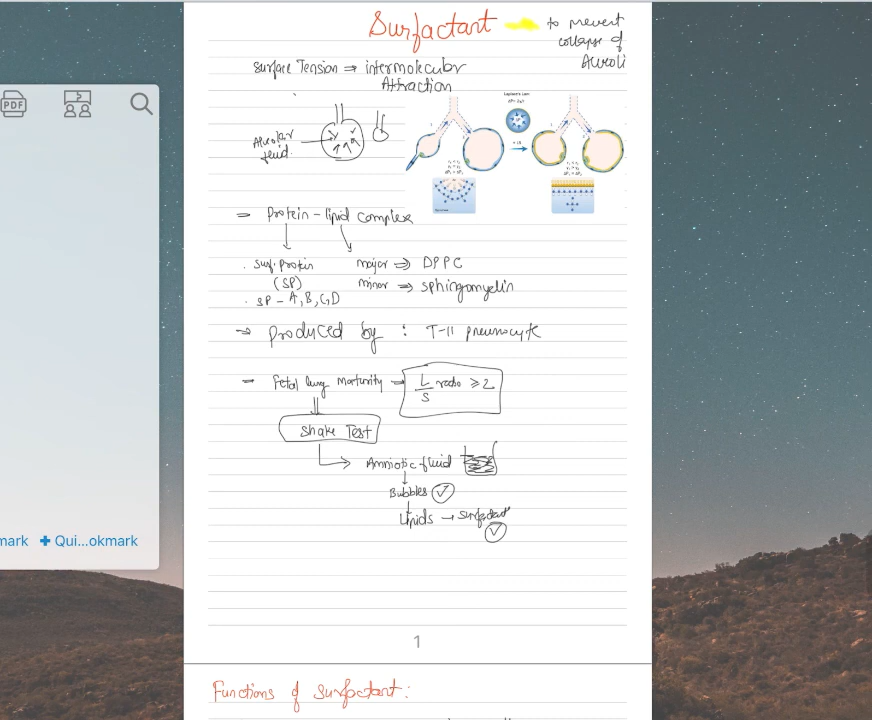 Surfactant → to prevent
collapse of
Alveoli
Surface Tension ⇒ intermolecular
Attraction
Alveolar
fluid.
Laplace's Law
⇒ Protein - lipid complex
. Surf. Protin major ⇒ DPPC
(SP) minor ⇒ sphingomyelin
. SP - A, B, C, D
⇒ produced by : T-II pneumocyte
⇒ Fetal lung maturity ⇒ L/S ratio ≥ 2
Shake Test
Amniotic fluid
Bubbles ✓
Lipids → surfactant
✓
1
Functions of surfactant:
PDF
mark + Qui...okmark